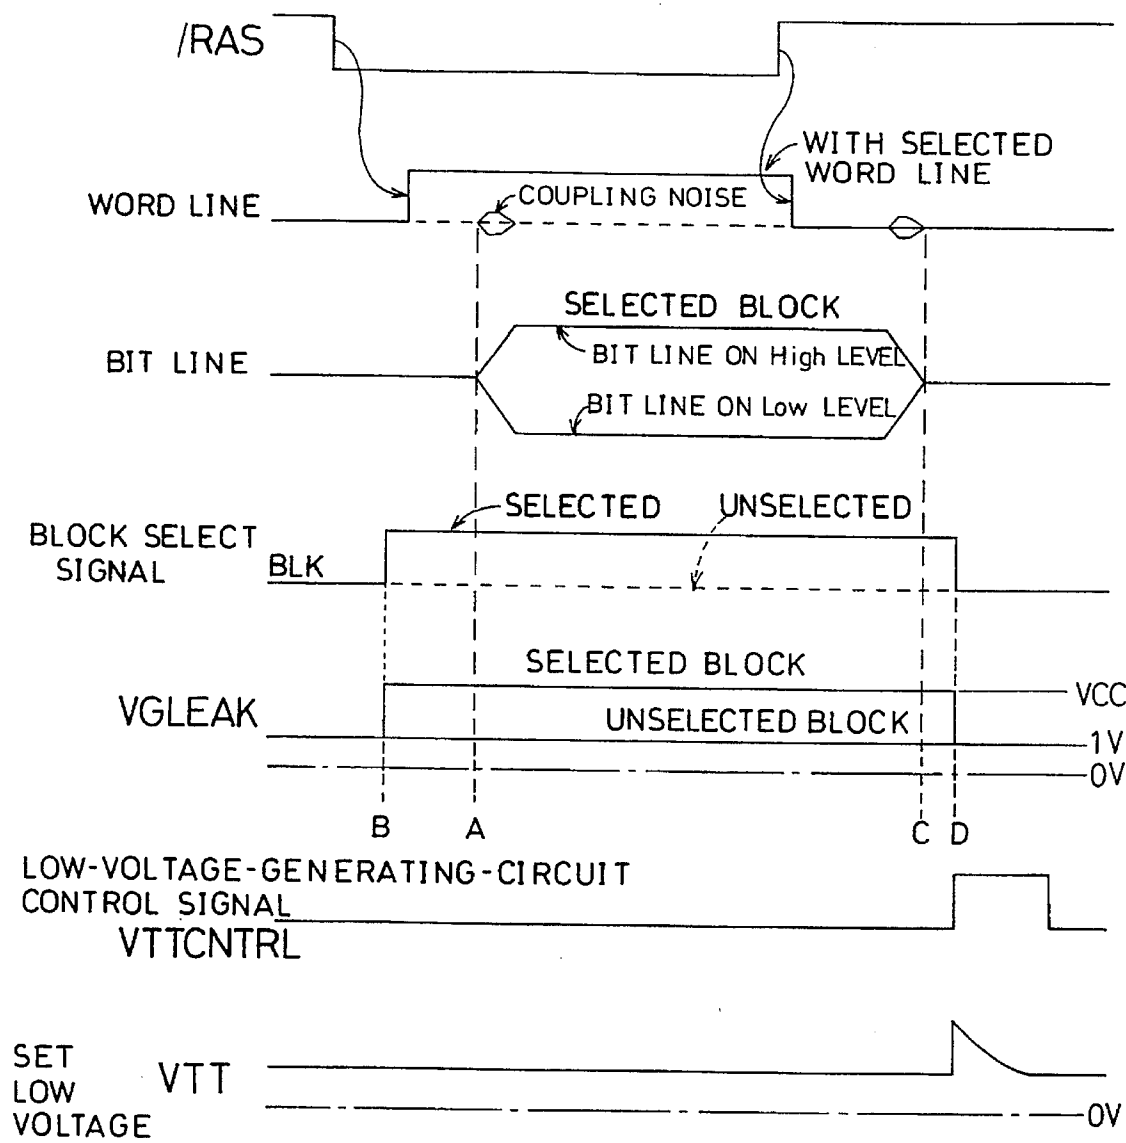 /RAS
WITH SELECTED
WORD LINE
WORD LINE
COUPLING NOISE
SELECTED BLOCK
BIT LINE
BIT LINE ON High LEVEL
BIT LINE ON Low LEVEL
SELECTED
UNSELECTED
BLOCK SELECT
SIGNAL
BLK
SELECTED BLOCK
VCC
VGLEAK
UNSELECTED BLOCK
1V
0V
B
A
C
D
LOW-VOLTAGE-GENERATING-CIRCUIT
CONTROL SIGNAL
VTTCNTRL
SET
LOW
VOLTAGE
VTT
0V